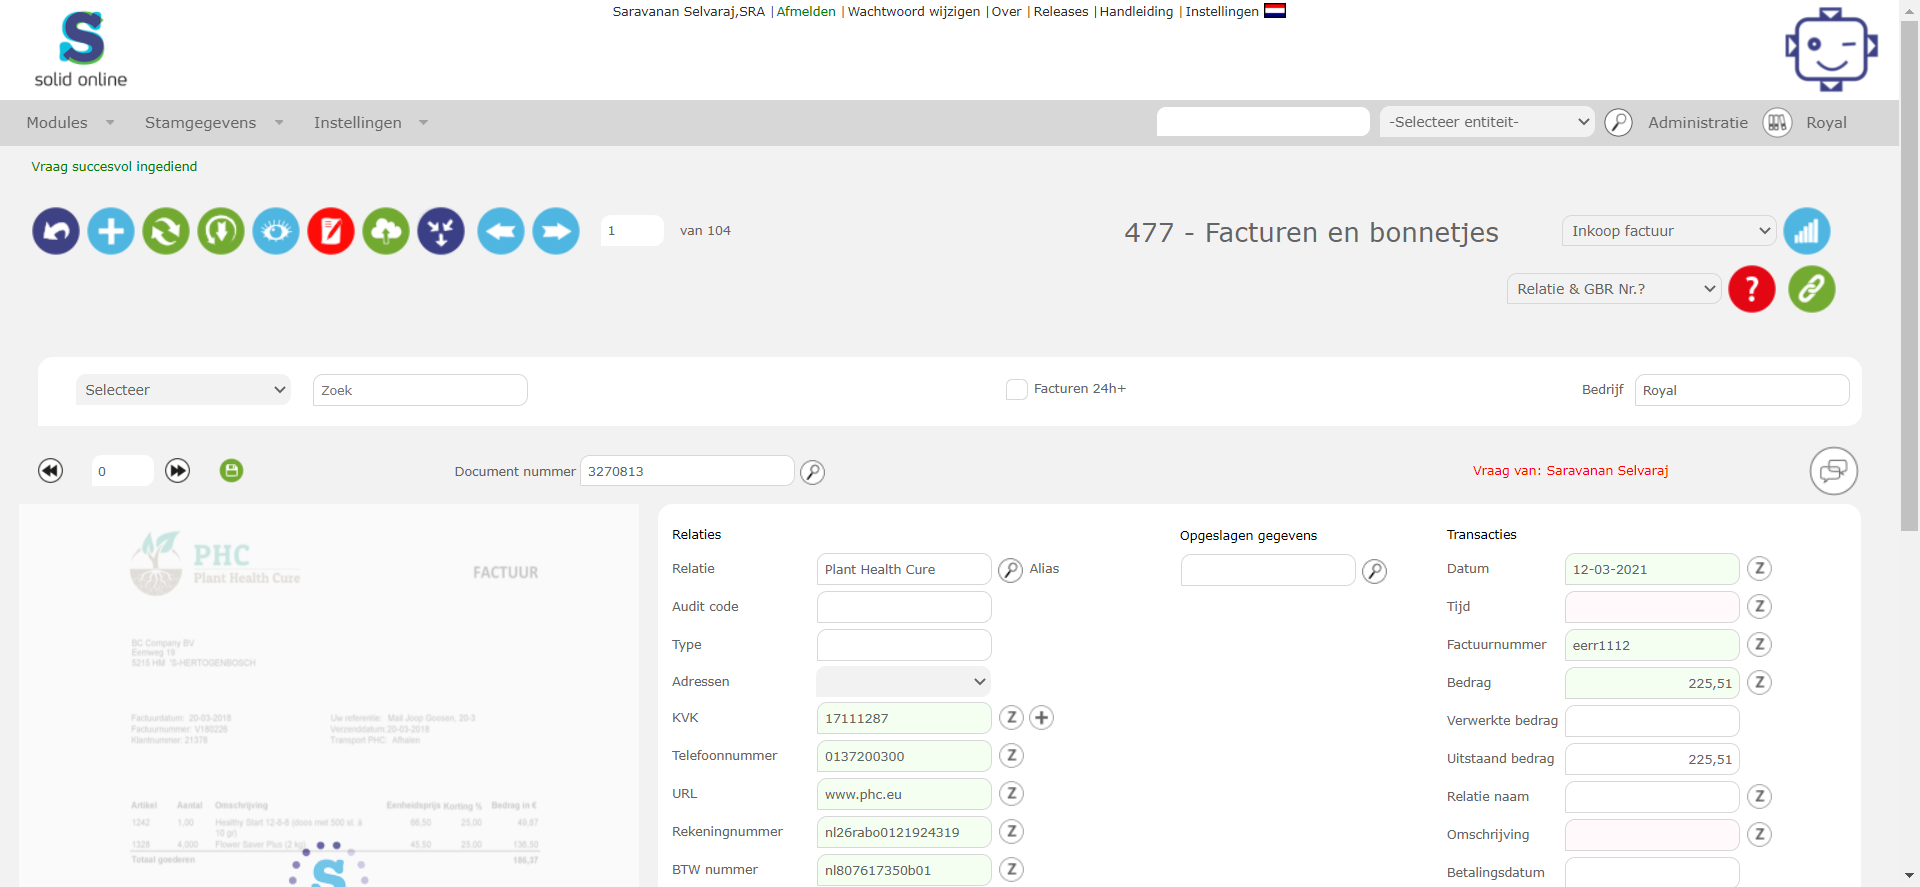 Saravanan Selvaraj,SRA |Afmelden |Wachtwoord wijzigen |Over |Releases |Handleiding |Instellingen
solid online
Modules Stamgegevens Instellingen -Selecteer entiteit- Administratie Royal
Vraag succesvol ingediend
1 van 104 477 - Facturen en bonnetjes Inkoop factuur
Relatie & GBR Nr.? ?
Selecteer Zoek Facturen 24h+ Bedrijf Royal
0 Document nummer 3270813 Vraag van: Saravanan Selvaraj
PHC
Plant Health Cure
FACTUUR
BC Company BV
Eemweg 19
5215 HM 'S-HERTOGENBOSCH
Factuurdatum: 20-03-2018 Uw referentie: Mail Joop Goosen, 20-3
Factuurnummer: V180226 Verzenddatum: 20-03-2018
Klantnummer: 21376 Transport PHC: Afhalen
Artikel Aantal Omschrijving Eenheidsprijs Korting % Bedrag in €
1242 1,00 Healthy Start 12-8-8 (doos met 500 st. á 66,50 25,00 49,87
10 gr)
1328 4,000 Flower Saver Plus (2 kg) 45,50 25,00 136,50
Totaal goederen 186,37
Relaties
Relatie Plant Health Cure Alias
Audit code
Type
Adressen
KVK 17111287 Z
Telefoonnummer 0137200300 Z
URL www.phc.eu Z
Rekeningnummer nl26rabo0121924319 Z
BTW nummer nl807617350b01 Z
Opgeslagen gegevens
Transacties
Datum 12-03-2021 Z
Tijd Z
Factuurnummer eerr1112 Z
Bedrag 225,51 Z
Verwerkte bedrag
Uitstaand bedrag 225,51
Relatie naam Z
Omschrijving Z
Betalingsdatum